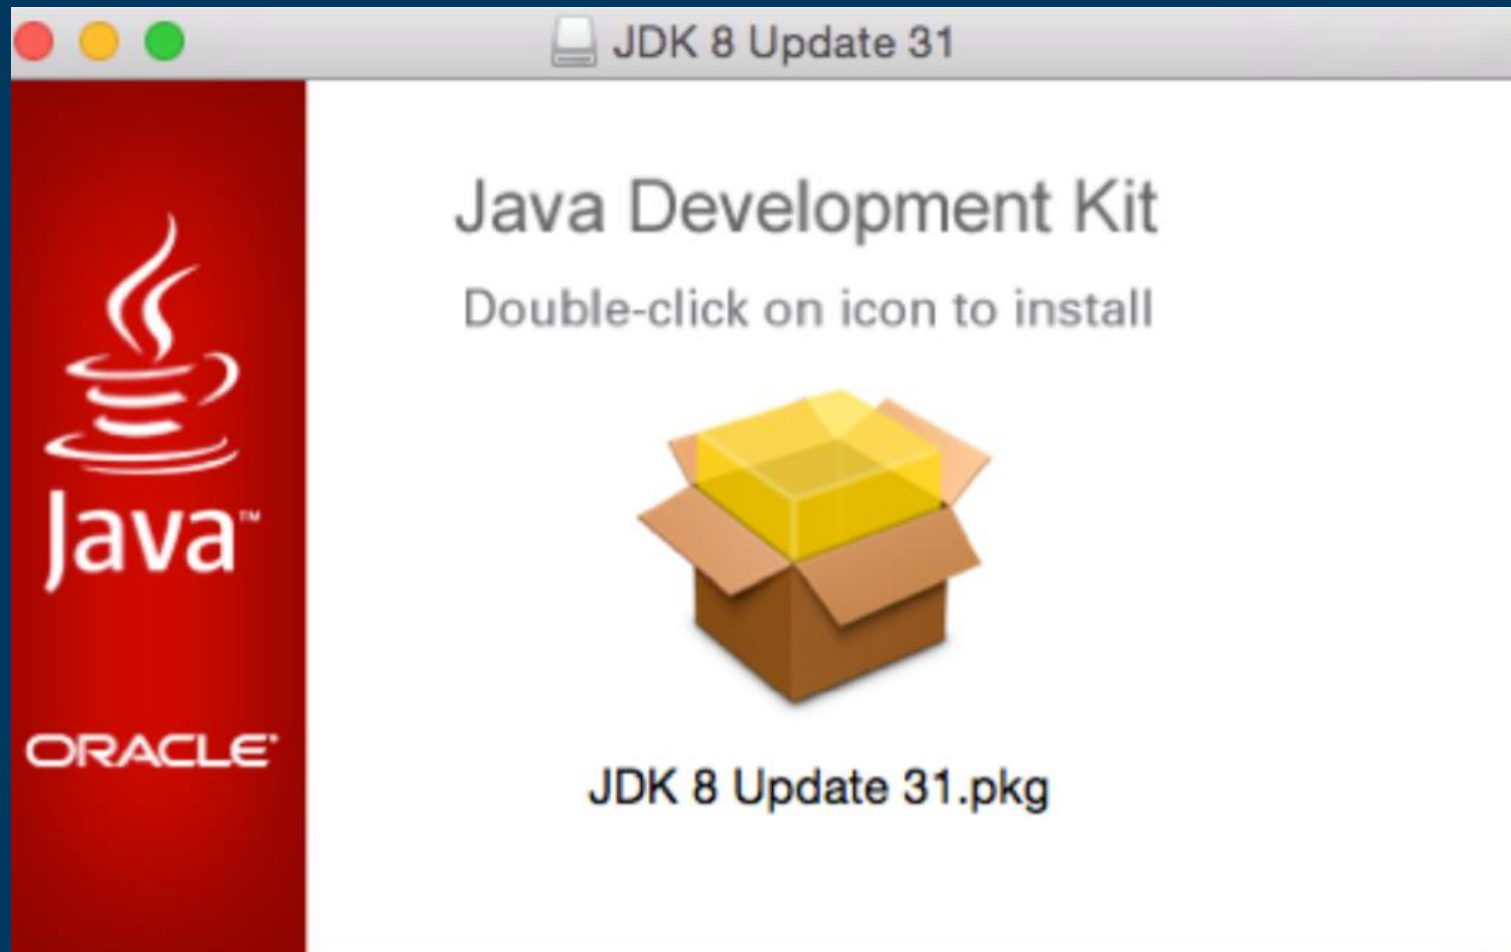 JDK 8 Update 31
Java Development Kit
Double-click on icon to install
Java™
ORACLE®
JDK 8 Update 31.pkg